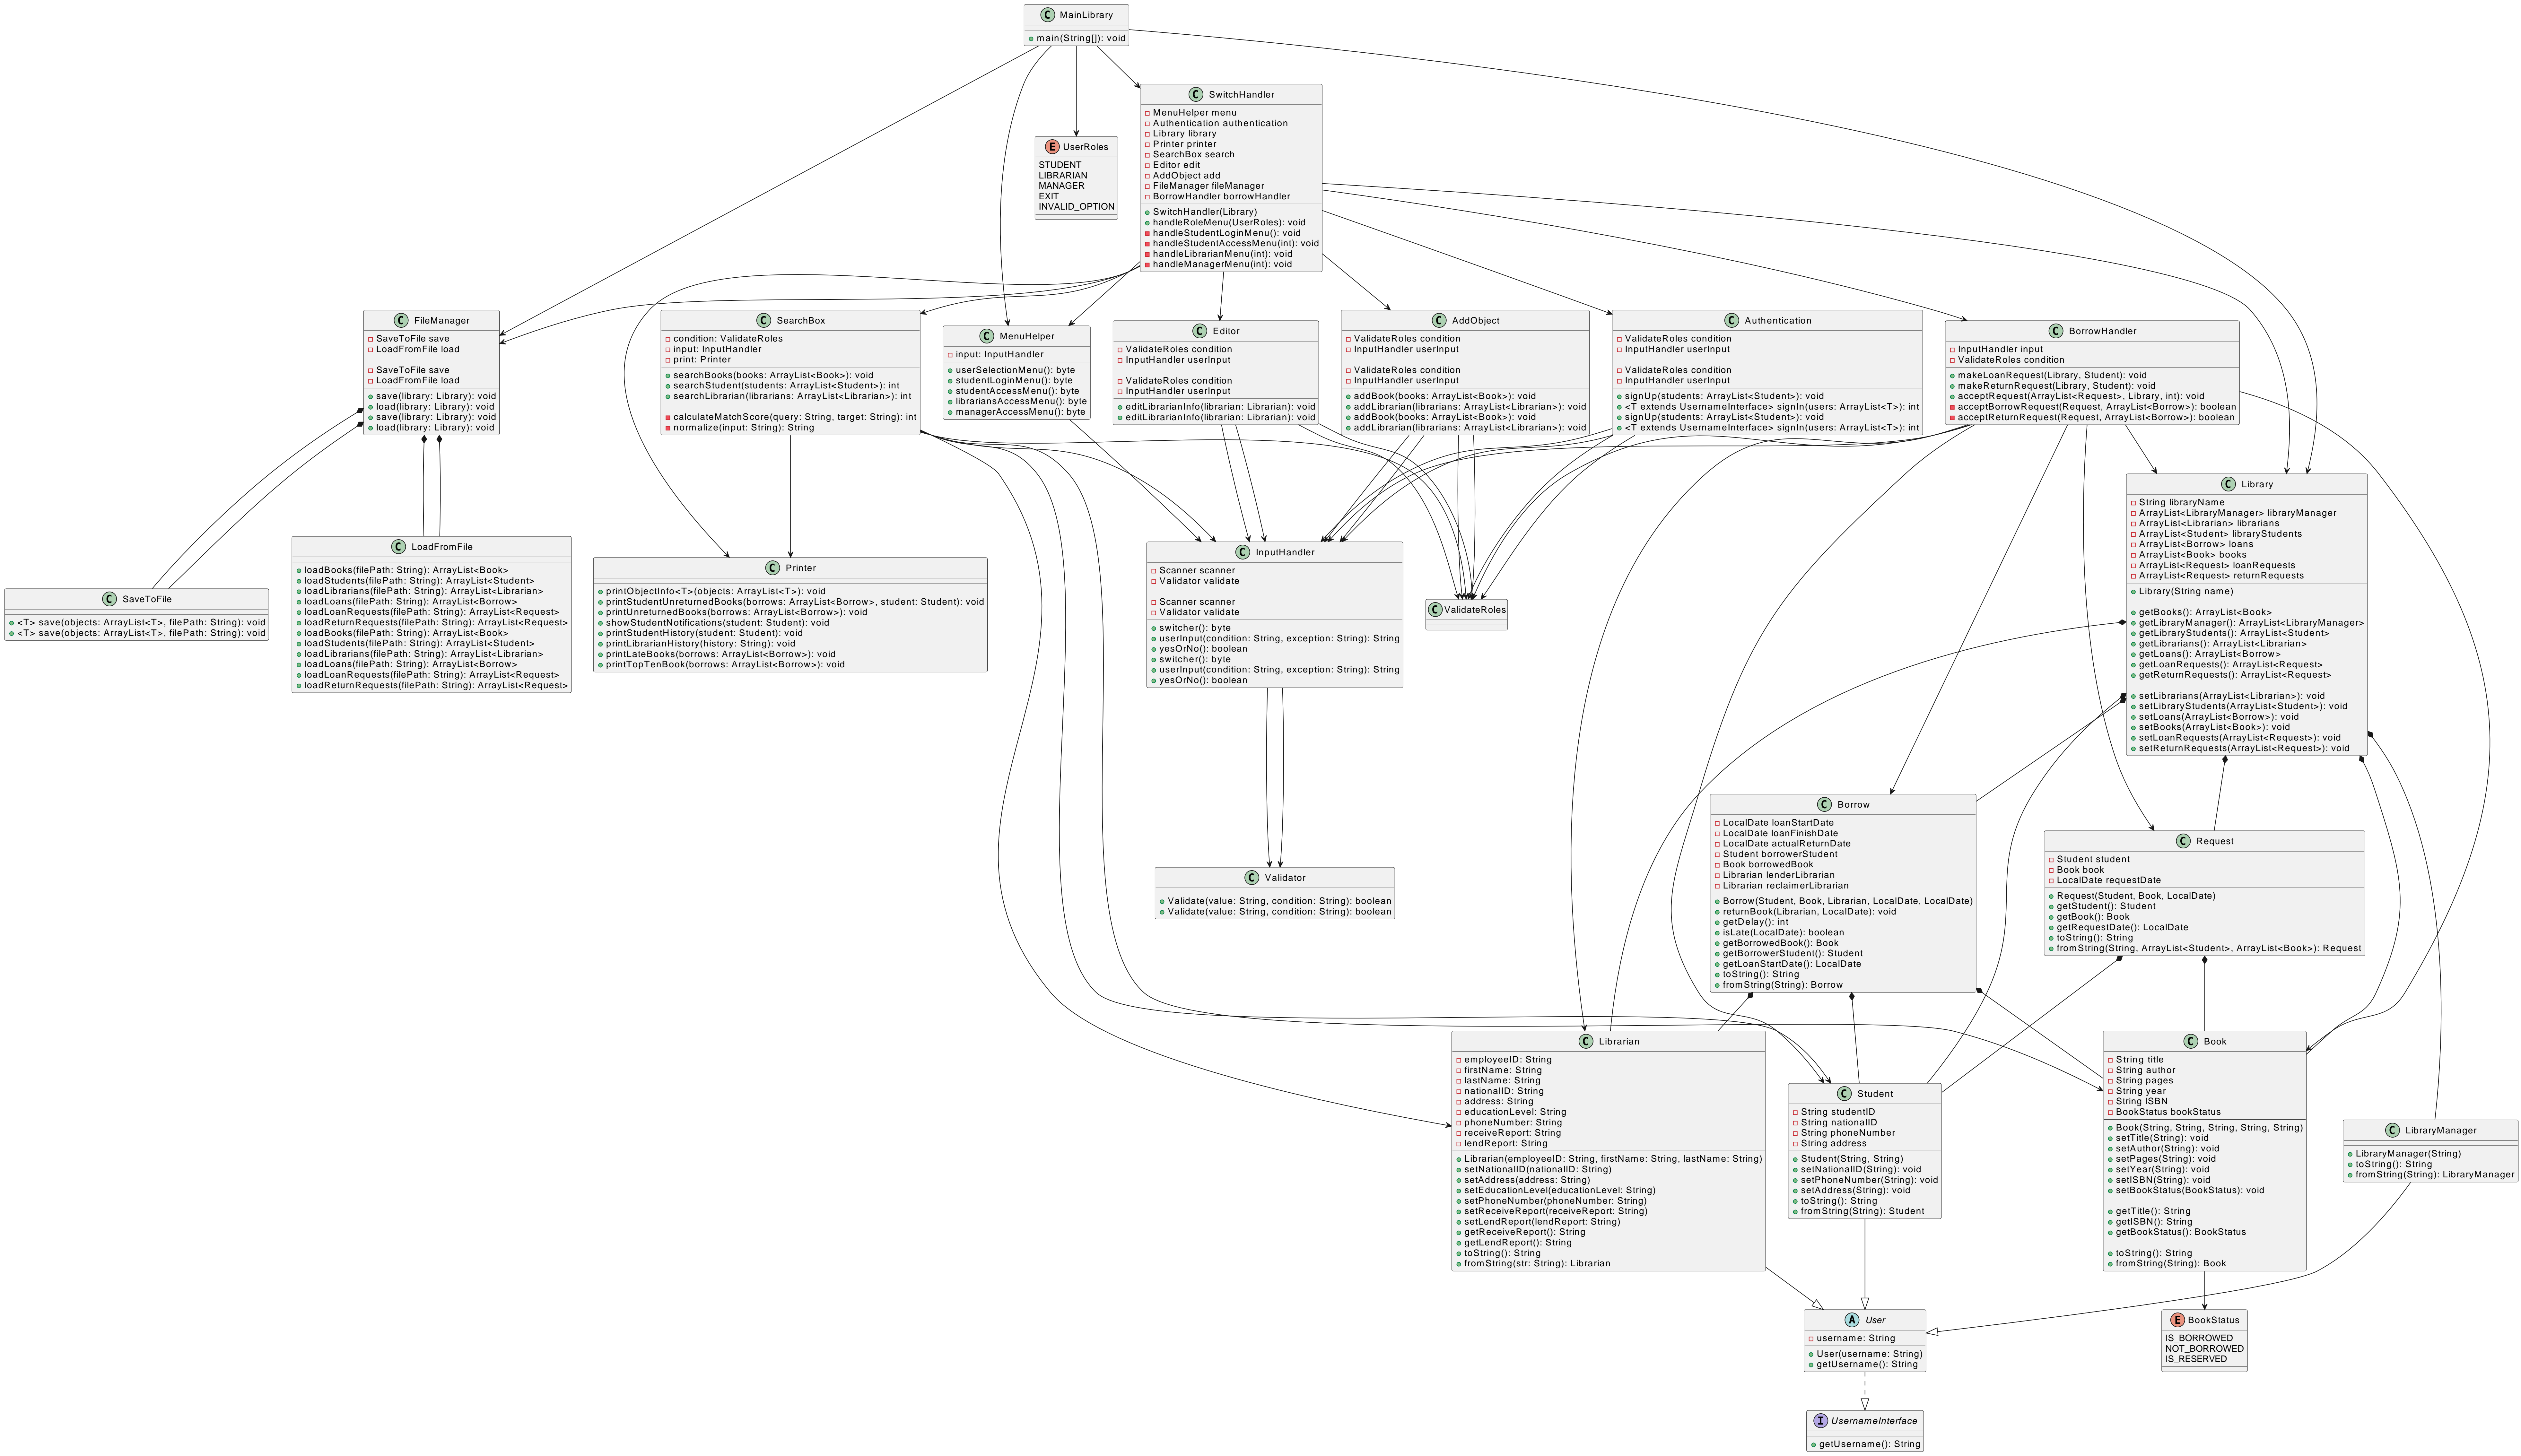 MainLibrary
main(String[]): void
SwitchHandler
MenuHelper menu
Authentication authentication
Library library
Printer printer
SearchBox search
Editor edit
AddObject add
FileManager fileManager
BorrowHandler borrowHandler
SwitchHandler(Library)
handleRoleMenu(UserRoles): void
handleStudentLoginMenu(): void
handleStudentAccessMenu(int): void
handleLibrarianMenu(int): void
handleManagerMenu(int): void
E UserRoles
STUDENT
LIBRARIAN
MANAGER
EXIT
INVALID_OPTION
C FileManager
SaveToFile save
LoadFromFile load
SaveToFile save
LoadFromFile load
save(library: Library): void
load(library: Library): void
save(library: Library): void
load(library: Library): void
C SearchBox
condition: ValidateRoles
input: InputHandler
print: Printer
searchBooks(books: ArrayList<Book>): void
searchStudent(students: ArrayList<Student>): int
searchLibrarian(librarians: ArrayList<Librarian>): int
calculateMatchScore(query: String, target: String): int
normalize(input: String): String
C MenuHelper
input: InputHandler
userSelectionMenu(): byte
studentLoginMenu(): byte
studentAccessMenu(): byte
librariansAccessMenu(): byte
managerAccessMenu(): byte
C Editor
ValidateRoles condition
InputHandler userInput
ValidateRoles condition
InputHandler userInput
editLibrarianInfo(librarian: Librarian): void
editLibrarianInfo(librarian: Librarian): void
C AddObject
ValidateRoles condition
InputHandler userInput
ValidateRoles condition
InputHandler userInput
addBook(books: ArrayList<Book>): void
addLibrarian(librarians: ArrayList<Librarian>): void
addBook(books: ArrayList<Book>): void
addLibrarian(librarians: ArrayList<Librarian>): void
C Authentication
ValidateRoles condition
InputHandler userInput
ValidateRoles condition
InputHandler userInput
signUp(students: ArrayList<Student>): void
<T extends UsernameInterface> signIn(users: ArrayList<T>): int
signUp(students: ArrayList<Student>): void
<T extends UsernameInterface> signIn(users: ArrayList<T>): int
C BorrowHandler
InputHandler input
ValidateRoles condition
makeLoanRequest(Library, Student): void
makeReturnRequest(Library, Student): void
acceptRequest(ArrayList<Request>, Library, int): void
acceptBorrowRequest(Request, ArrayList<Borrow>): boolean
acceptReturnRequest(Request, ArrayList<Borrow>): boolean
C Library
String libraryName
ArrayList<LibraryManager> libraryManager
ArrayList<Librarian> librarians
ArrayList<Student> libraryStudents
ArrayList<Borrow> loans
ArrayList<Book> books
ArrayList<Request> loanRequests
ArrayList<Request> returnRequests
Library(String name)
getBooks(): ArrayList<Book>
getLibraryManager(): ArrayList<LibraryManager>
getLibraryStudents(): ArrayList<Student>
getLibrarians(): ArrayList<Librarian>
getLoans(): ArrayList<Borrow>
getLoanRequests(): ArrayList<Request>
getReturnRequests(): ArrayList<Request>
setLibrarians(ArrayList<Librarian>): void
setLibraryStudents(ArrayList<Student>): void
setLoans(ArrayList<Borrow>): void
setBooks(ArrayList<Book>): void
setLoanRequests(ArrayList<Request>): void
setReturnRequests(ArrayList<Request>): void
C SaveToFile
<T> save(objects: ArrayList<T>, filePath: String): void
<T> save(objects: ArrayList<T>, filePath: String): void
C LoadFromFile
loadBooks(filePath: String): ArrayList<Book>
loadStudents(filePath: String): ArrayList<Student>
loadLibrarians(filePath: String): ArrayList<Librarian>
loadLoans(filePath: String): ArrayList<Borrow>
loadLoanRequests(filePath: String): ArrayList<Request>
loadReturnRequests(filePath: String): ArrayList<Request>
loadBooks(filePath: String): ArrayList<Book>
loadStudents(filePath: String): ArrayList<Student>
loadLibrarians(filePath: String): ArrayList<Librarian>
loadLoans(filePath: String): ArrayList<Borrow>
loadLoanRequests(filePath: String): ArrayList<Request>
loadReturnRequests(filePath: String): ArrayList<Request>
C Printer
printObjectInfo<T>(objects: ArrayList<T>): void
printStudentUnreturnedBooks(borrows: ArrayList<Borrow>, student: Student): void
printUnreturnedBooks(borrows: ArrayList<Borrow>): void
showStudentNotifications(student: Student): void
printStudentHistory(student: Student): void
printLibrarianHistory(history: String): void
printLateBooks(borrows: ArrayList<Borrow>): void
printTopTenBook(borrows: ArrayList<Borrow>): void
C InputHandler
Scanner scanner
Validator validate
Scanner scanner
Validator validate
switcher(): byte
userInput(condition: String, exception: String): String
yesOrNo(): boolean
switcher(): byte
userInput(condition: String, exception: String): String
yesOrNo(): boolean
C ValidateRoles
C Validator
Validate(value: String, condition: String): boolean
Validate(value: String, condition: String): boolean
C Borrow
LocalDate loanStartDate
LocalDate loanFinishDate
LocalDate actualReturnDate
Student borrowerStudent
Book borrowedBook
Librarian lenderLibrarian
Librarian reclaimerLibrarian
Borrow(Student, Book, Librarian, LocalDate, LocalDate)
returnBook(Librarian, LocalDate): void
getDelay(): int
isLate(LocalDate): boolean
getBorrowedBook(): Book
getBorrowerStudent(): Student
getLoanStartDate(): LocalDate
toString(): String
fromString(String): Borrow
C Request
Student student
Book book
LocalDate requestDate
Request(Student, Book, LocalDate)
getStudent(): Student
getBook(): Book
getRequestDate(): LocalDate
toString(): String
fromString(String, ArrayList<Student>, ArrayList<Book>): Request
C Librarian
employeeID: String
firstName: String
lastName: String
nationalID: String
address: String
educationLevel: String
phoneNumber: String
receiveReport: String
lendReport: String
Librarian(employeeID: String, firstName: String, lastName: String)
setNationalID(nationalID: String)
setAddress(address: String)
setEducationLevel(educationLevel: String)
setPhoneNumber(phoneNumber: String)
setReceiveReport(receiveReport: String)
setLendReport(lendReport: String)
getReceiveReport(): String
getLendReport(): String
toString(): String
fromString(str: String): Librarian
C Student
String studentID
String nationalID
String phoneNumber
String address
Student(String, String)
setNationalID(String): void
setPhoneNumber(String): void
setAddress(String): void
toString(): String
fromString(String): Student
C Book
String title
String author
String pages
String year
String ISBN
BookStatus bookStatus
Book(String, String, String, String, String)
setTitle(String): void
setAuthor(String): void
setPages(String): void
setYear(String): void
setISBN(String): void
setBookStatus(BookStatus): void
getTitle(): String
getISBN(): String
getBookStatus(): BookStatus
toString(): String
fromString(String): Book
C LibraryManager
LibraryManager(String)
toString(): String
fromString(String): LibraryManager
A User
username: String
User(username: String)
getUsername(): String
E BookStatus
IS_BORROWED
NOT_BORROWED
IS_RESERVED
I UsernameInterface
getUsername(): String